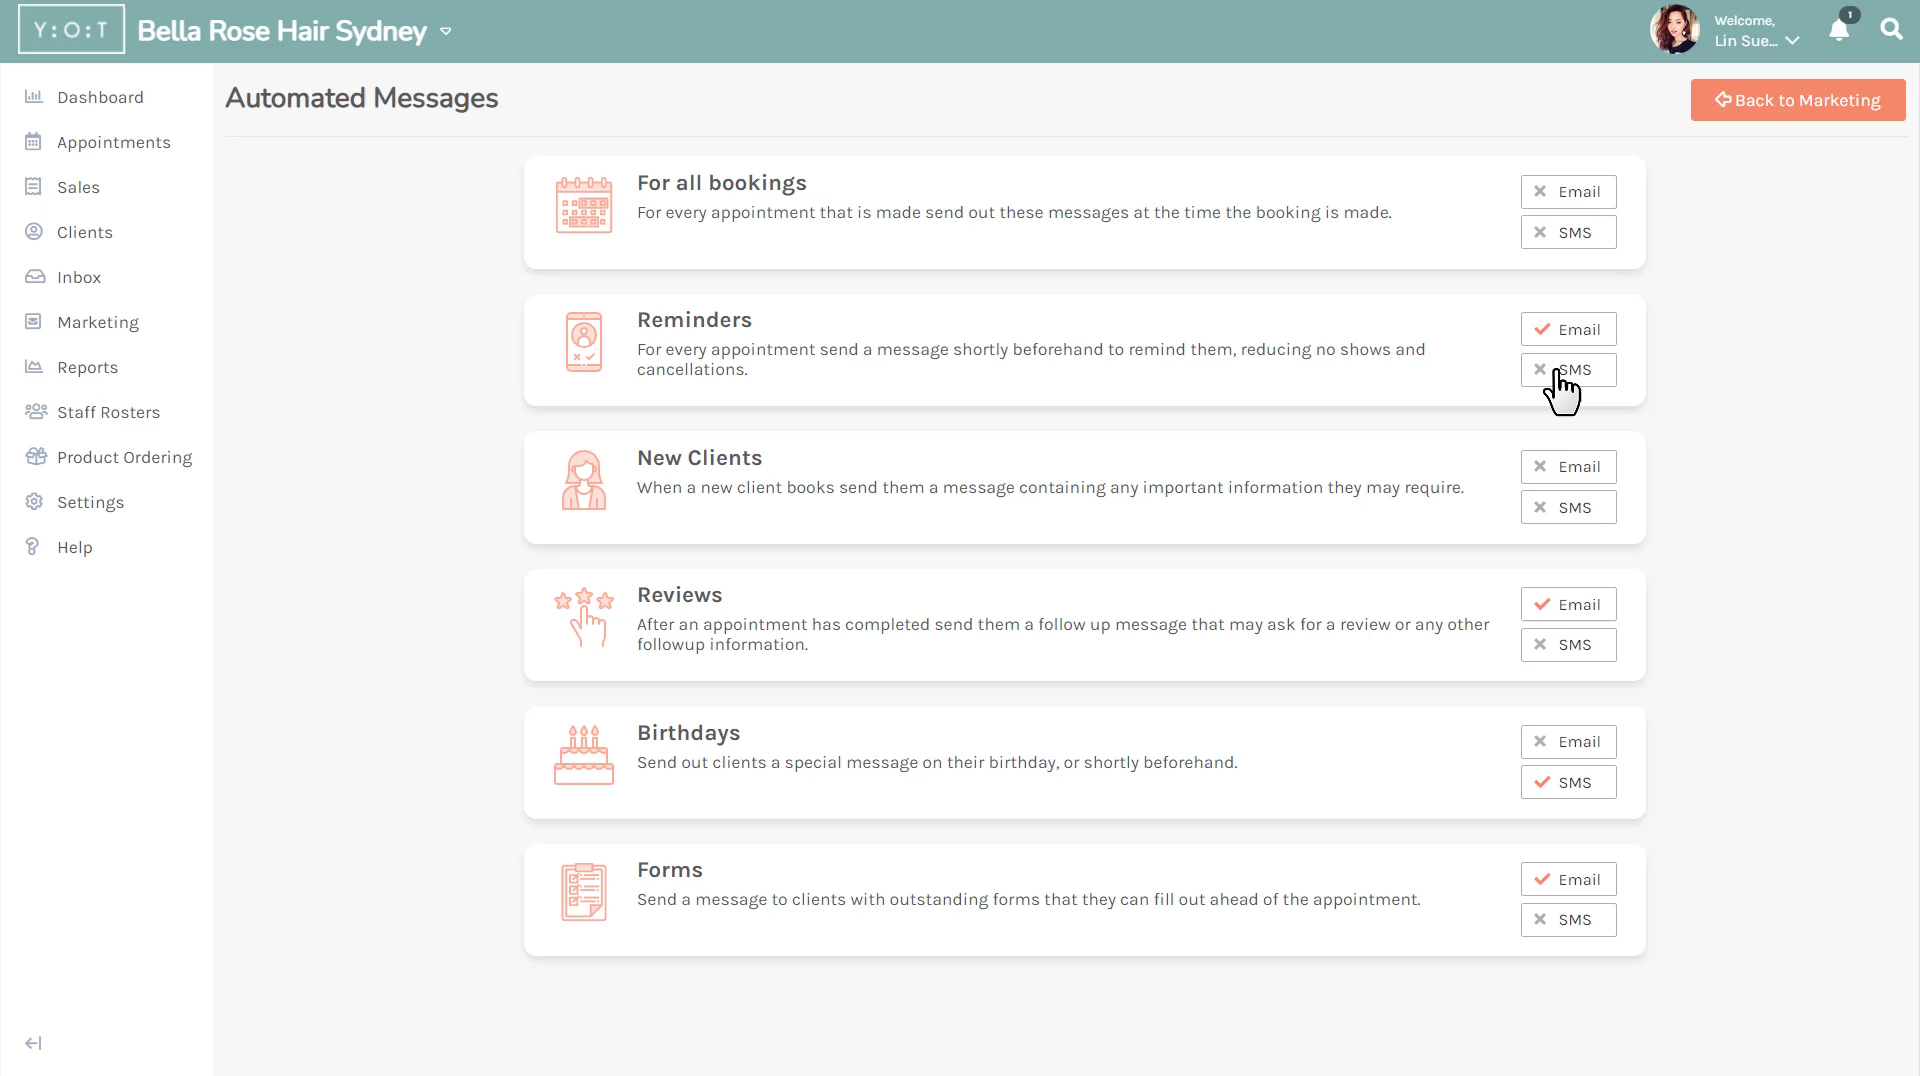 Y:O:T
Bella Rose Hair Sydney
Welcome,
Lin Sue...
1
Dashboard
Appointments
Sales
Clients
Inbox
Marketing
Reports
Staff Rosters
Product Ordering
Settings
Help
Automated Messages
Back to Marketing
For all bookings
For every appointment that is made send out these messages at the time the booking is made.
Email
SMS
Reminders
For every appointment send a message shortly beforehand to remind them, reducing no shows and
cancellations.
Email
SMS
New Clients
When a new client books send them a message containing any important information they may require.
Email
SMS
Reviews
After an appointment has completed send them a follow up message that may ask for a review or any other
followup information.
Email
SMS
Birthdays
Send out clients a special message on their birthday, or shortly beforehand.
Email
SMS
Forms
Send a message to clients with outstanding forms that they can fill out ahead of the appointment.
Email
SMS